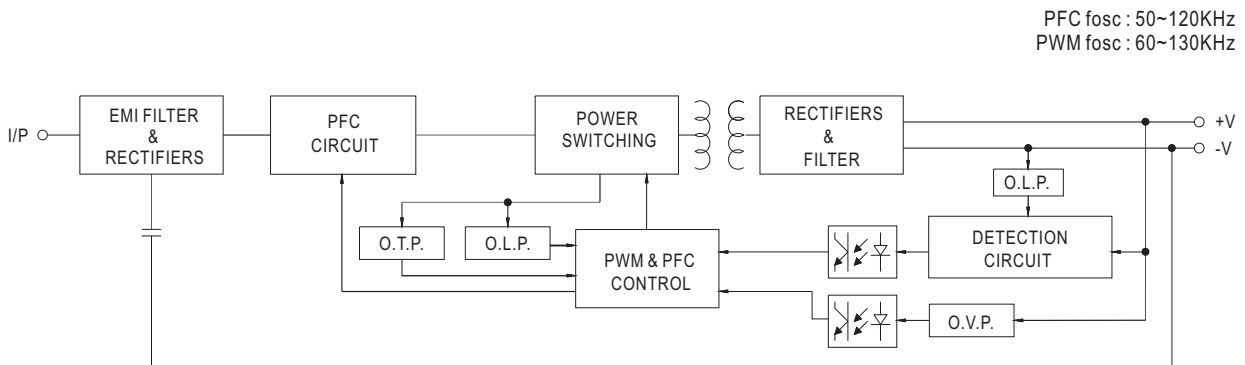 PFC fosc : 50~120KHz
PWM fosc : 60~130KHz
I/P
EMI FILTER
&
RECTIFIERS
PFC
CIRCUIT
POWER
SWITCHING
RECTIFIERS
&
FILTER
+V
-V
O.L.P.
O.T.P.
O.L.P.
PWM & PFC
CONTROL
DETECTION
CIRCUIT
O.V.P.